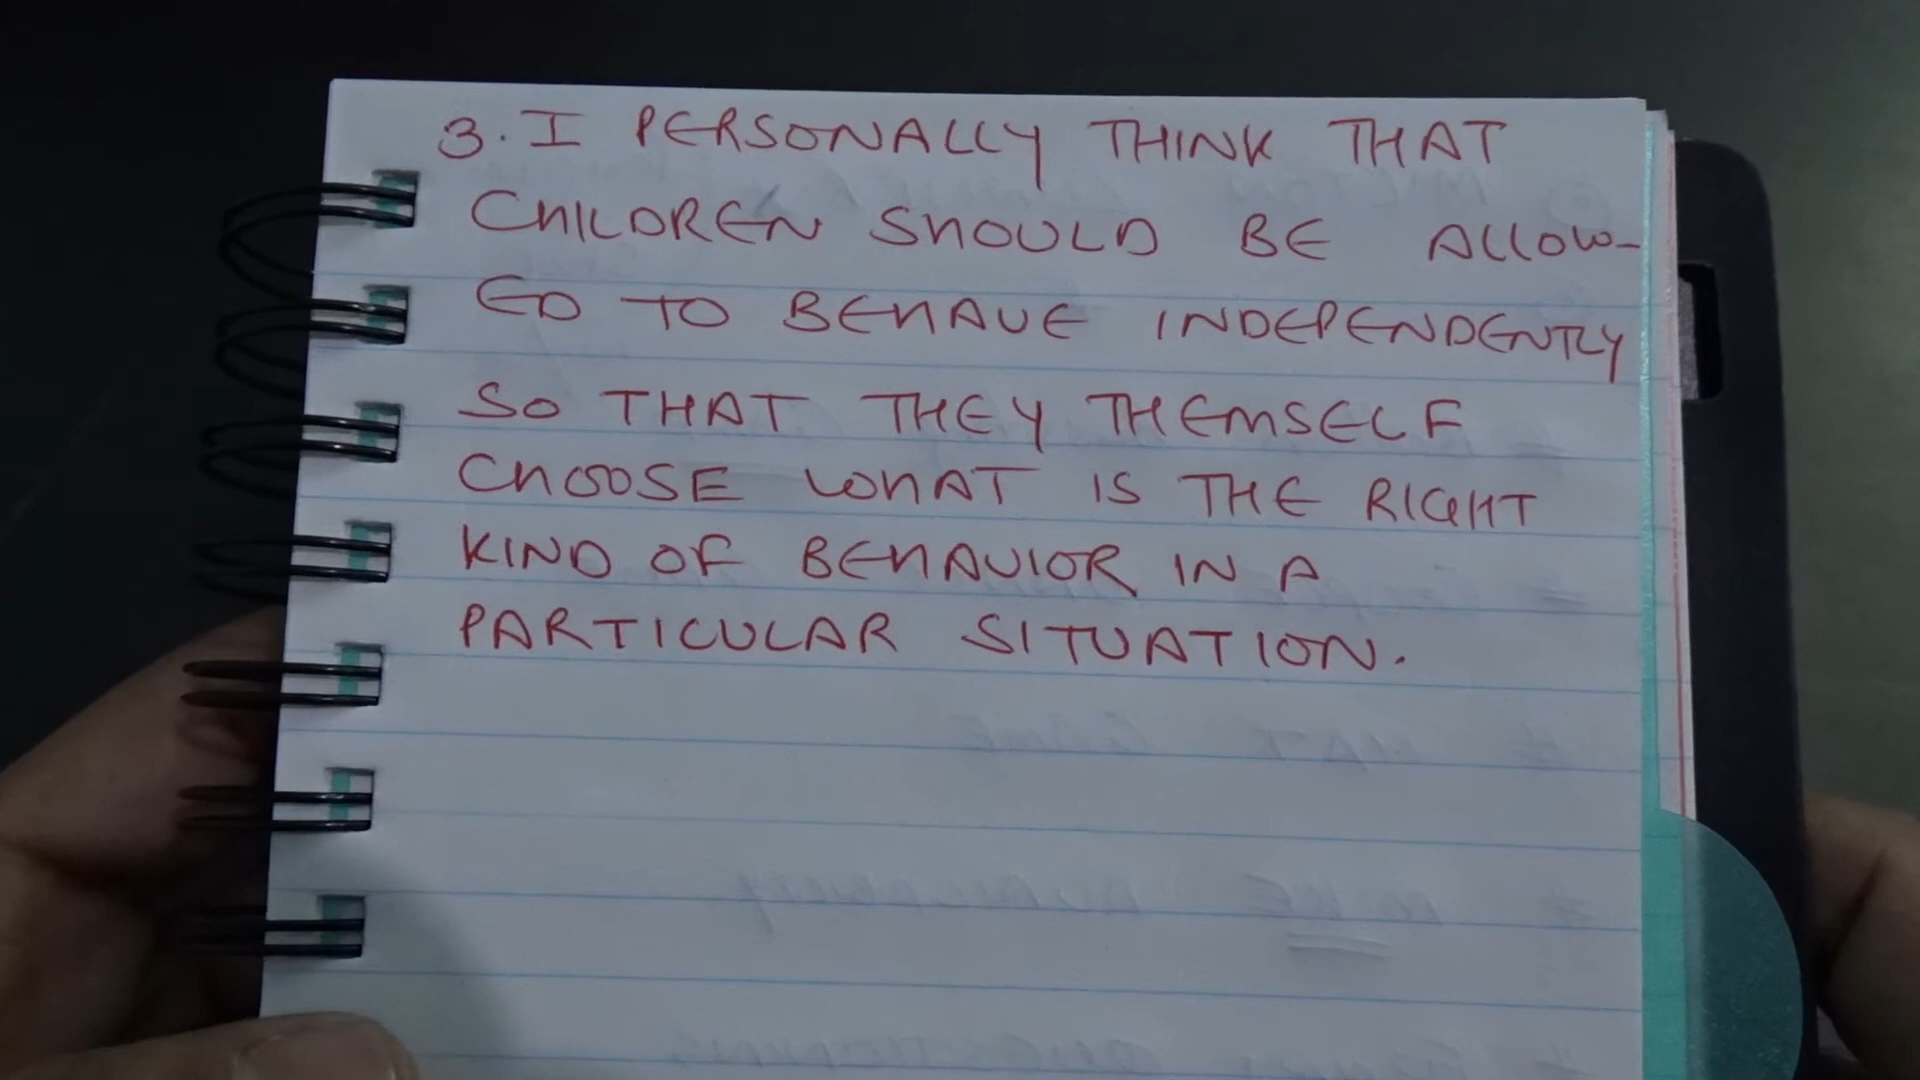 3. I PERSONALLY THINK THAT
CHILDREN SHOULD BE ALLOW-
ED TO BEHAVE INDEPENDENTLY
SO THAT THEY THEMSELF
CHOOSE WHAT IS THE RIGHT
KIND OF BEHAVIOR IN A
PARTICULAR SITUATION.